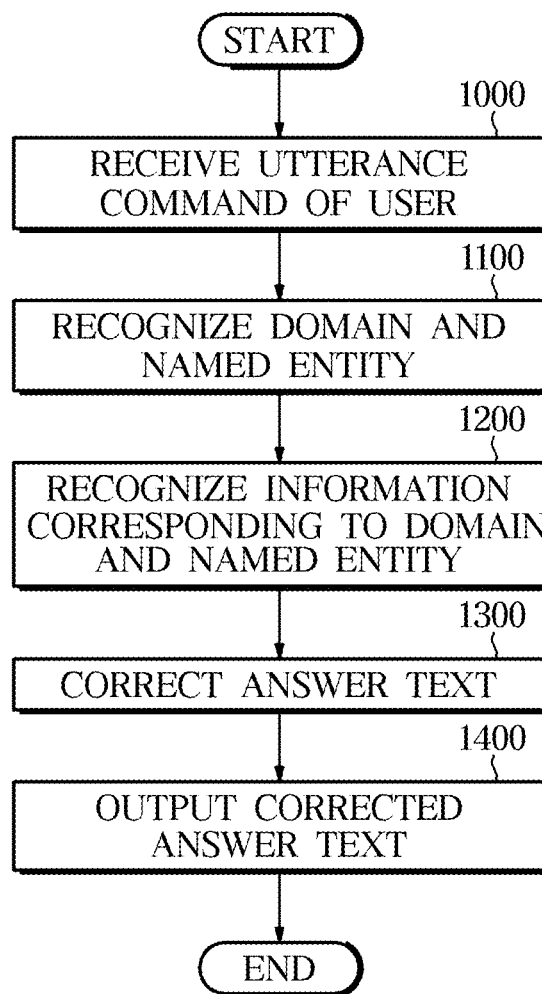 START
1000
RECEIVE UTTERANCE
COMMAND OF USER
1100
RECOGNIZE DOMAIN AND
NAMED ENTITY
1200
RECOGNIZE INFORMATION
CORRESPONDING TO DOMAIN
AND NAMED ENTITY
1300
CORRECT ANSWER TEXT
1400
OUTPUT CORRECTED
ANSWER TEXT
END